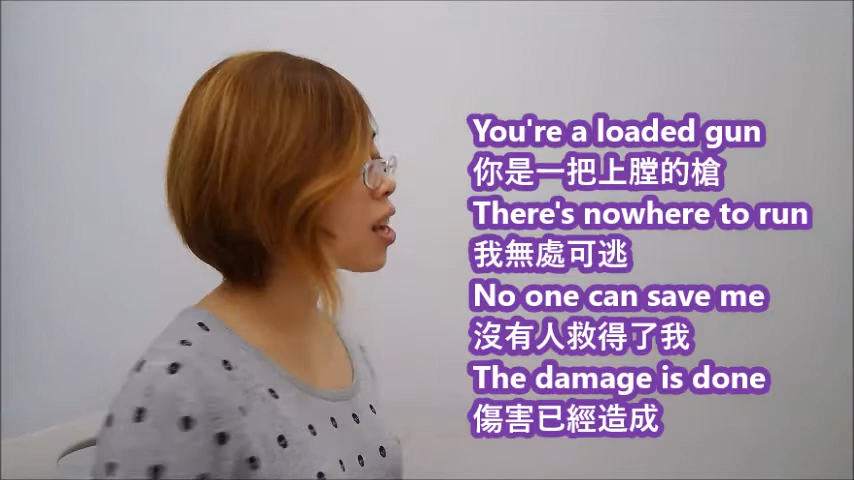 You're a loaded gun
你是一把上膛的槍
There's nowhere to run
我無處可逃
No one can save me
沒有人救得了我
The damage is done
傷害已經造成